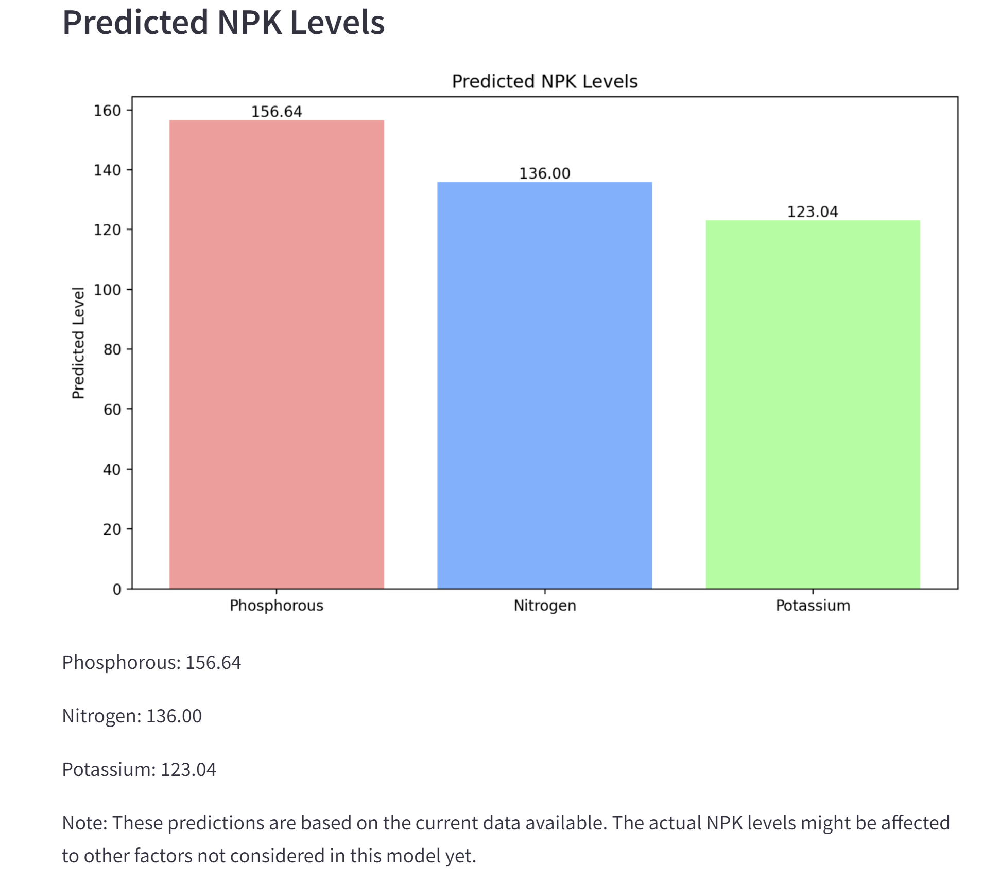 Predicted NPK Levels
Predicted NPK Levels
160
140
120
100
80
60
40
20
0
Predicted Level
156.64
136.00
123.04
Phosphorous
Nitrogen
Potassium
Phosphorous: 156.64
Nitrogen: 136.00
Potassium: 123.04
Note: These predictions are based on the current data available. The actual NPK levels might be affected
to other factors not considered in this model yet.